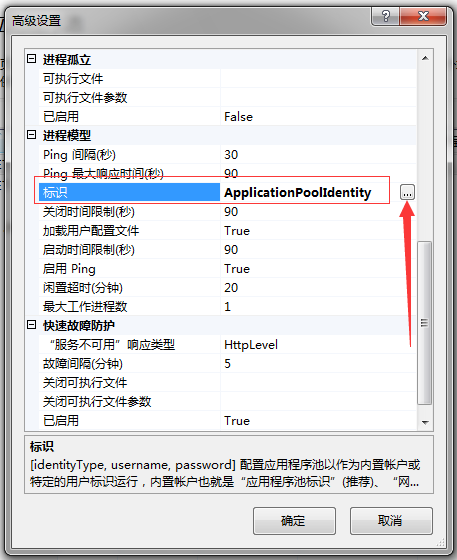 高级设置
进程孤立
可执行文件
可执行文件参数
已启用 False
进程模型
Ping 间隔(秒) 30
Ping 最大响应时间(秒) 90
标识 ApplicationPoolIdentity ...
关闭时间限制(秒) 90
加载用户配置文件 True
启动时间限制(秒) 90
启用 Ping True
闲置超时(分钟) 20
最大工作进程数 1
快速故障防护
“服务不可用”响应类型 HttpLevel
故障间隔(分钟) 5
关闭可执行文件
关闭可执行文件参数
已启用 True
标识
[identityType, username, password] 配置应用程序池以作为内置帐户或
特定的用户标识运行，内置帐户也就是“应用程序池标识”(推荐)、“网...
确定 取消